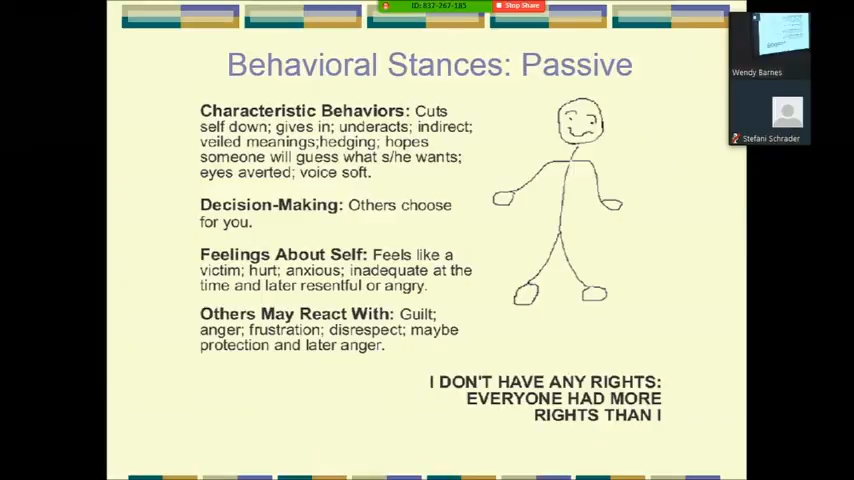 ID: 837-267-185
Stop Share
Behavioral Stances: Passive
Wendy Barnes
Stefani Schrader
Characteristic Behaviors: Cuts
self down; gives in; underacts; indirect;
veiled meanings;hedging; hopes
someone will guess what s/he wants;
eyes averted; voice soft.
Decision-Making: Others choose
for you.
Feelings About Self: Feels like a
victim; hurt; anxious; inadequate at the
time and later resentful or angry.
Others May React With: Guilt;
anger; frustration; disrespect; maybe
protection and later anger.
I DON'T HAVE ANY RIGHTS:
EVERYONE HAD MORE
RIGHTS THAN I